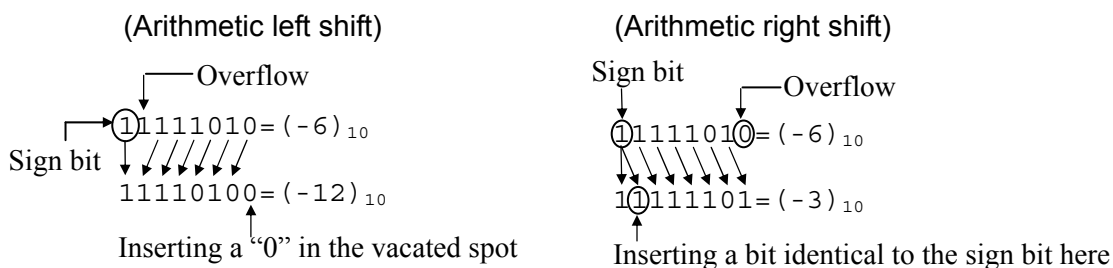 (Arithmetic left shift)
Overflow
11111010=(-6)10
Sign bit
11110100=(-12)10
Inserting a “0” in the vacated spot
(Arithmetic right shift)
Sign bit
Overflow
11111010=(-6)10
11111101=(-3)10
Inserting a bit identical to the sign bit here